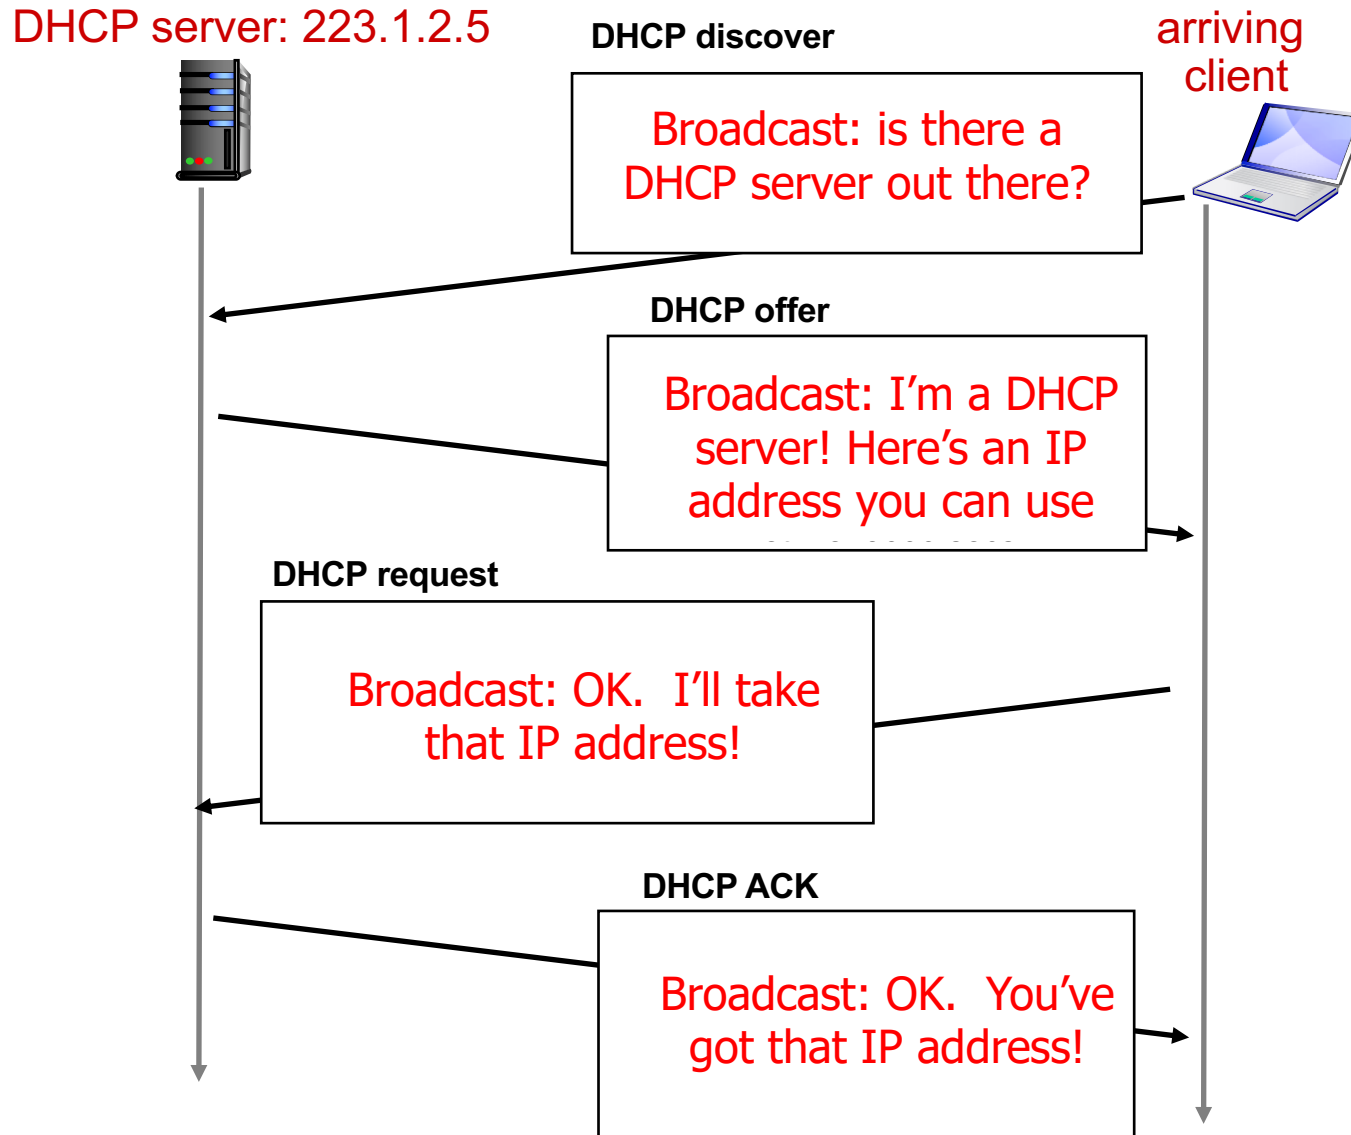 DHCP server: 223.1.2.5
DHCP discover
arriving
client
Broadcast: is there a
DHCP server out there?
DHCP offer
Broadcast: I’m a DHCP
server! Here’s an IP
address you can use
DHCP request
Broadcast: OK.  I’ll take
that IP address!
DHCP ACK
Broadcast: OK.  You’ve
got that IP address!